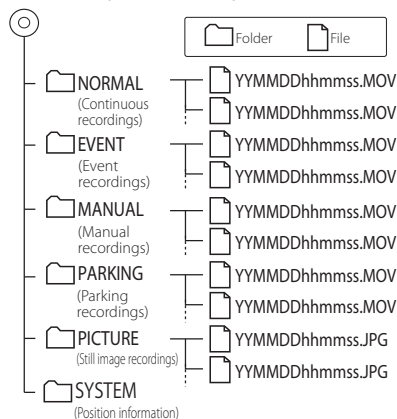 Folder File
NORMAL YYMMDDhhmmss.MOV
(Continuous
recordings) YYMMDDhhmmss.MOV
EVENT YYMMDDhhmmss.MOV
(Event
recordings) YYMMDDhhmmss.MOV
MANUAL YYMMDDhhmmss.MOV
(Manual
recordings) YYMMDDhhmmss.MOV
PARKING YYMMDDhhmmss.MOV
(Parking
recordings) YYMMDDhhmmss.MOV
PICTURE YYMMDDhhmmss.JPG
(Still image recordings) YYMMDDhhmmss.JPG
SYSTEM
(Position information)